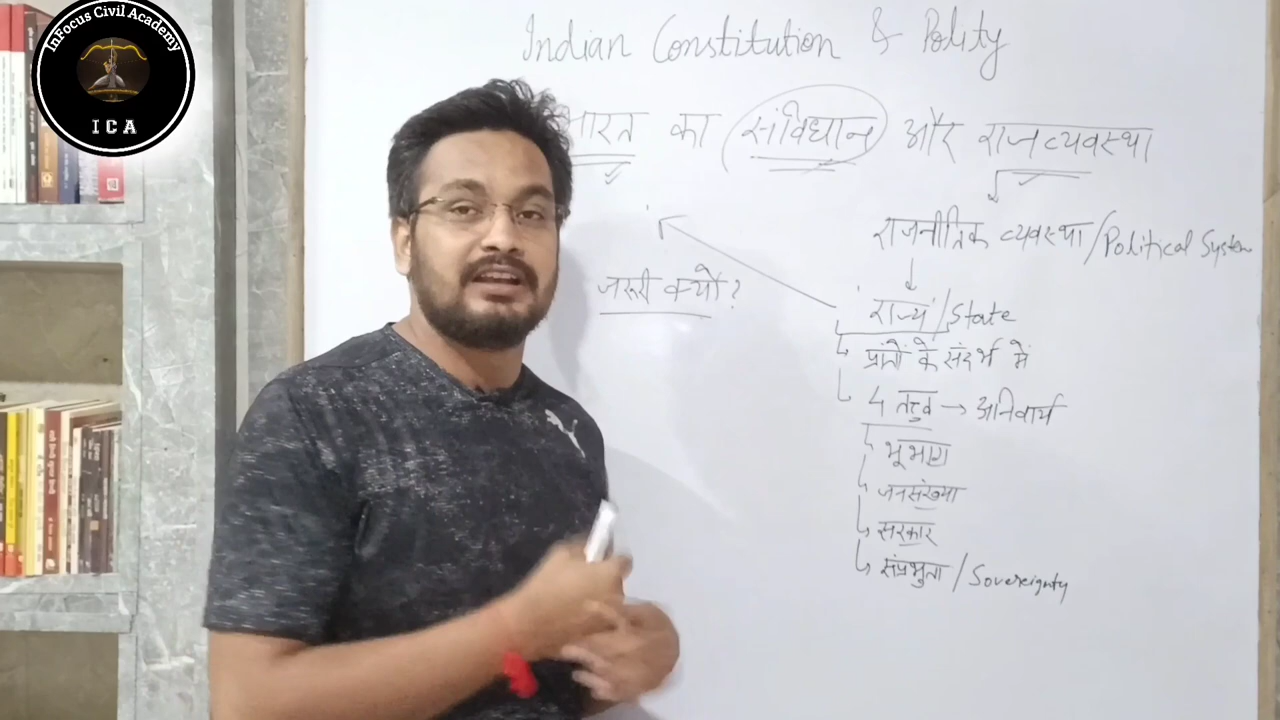 InFocus Civil Academy
ICA
Indian Constitution & Polity
भारत का संविधान और राजव्यवस्था
राजनीतिक व्यवस्था/Political System
जरूरी क्यों?
राज्य/State
प्रांतों के संदर्भ में
4 तत्त्व → अनिवार्य
भूभाग
जनसंख्या
सरकार
संप्रभुता/Sovereignty